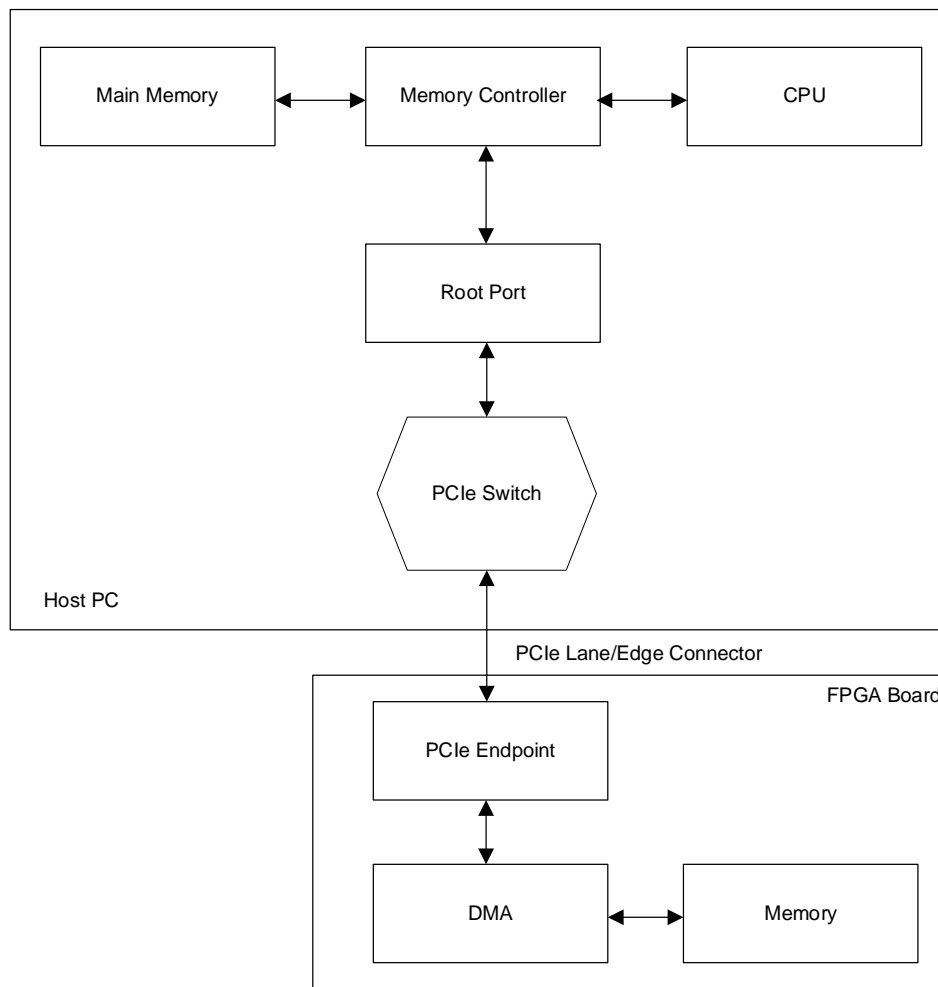 Main Memory
Memory Controller
CPU
Root Port
PCIe Switch
Host PC
PCIe Lane/Edge Connector
FPGA Board
PCIe Endpoint
DMA
Memory